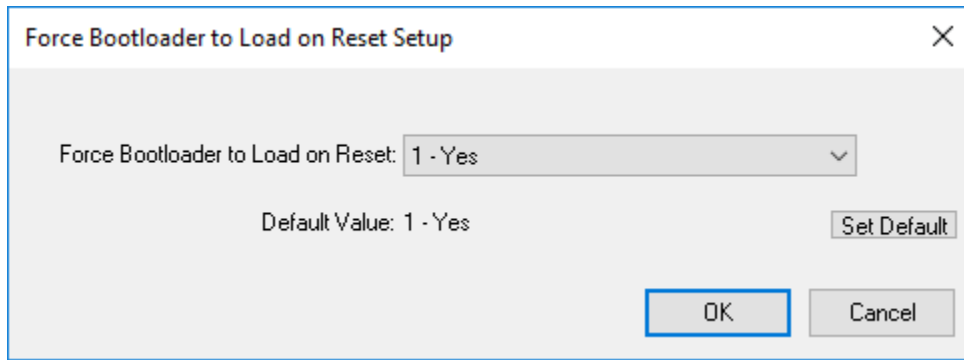 Force Bootloader to Load on Reset Setup
Force Bootloader to Load on Reset: 1 - Yes
Default Value: 1 - Yes
Set Default
OK
Cancel